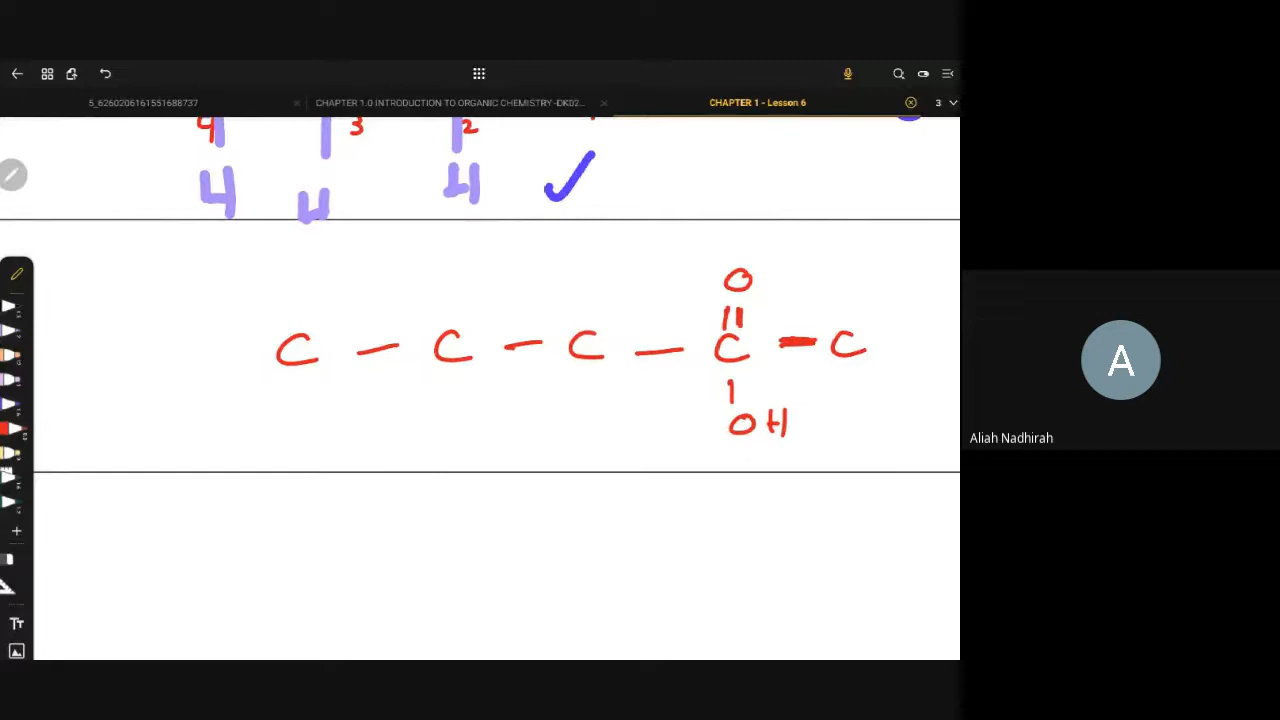 5_6260206161551688737 CHAPTER 1.0 INTRODUCTION TO ORGANIC CHEMISTRY -DK02... CHAPTER 1 - Lesson 6 3
4 3 2
4 4
O
||
C - C - C - C - C
|
OH
A
Aliah Nadhirah
Tт